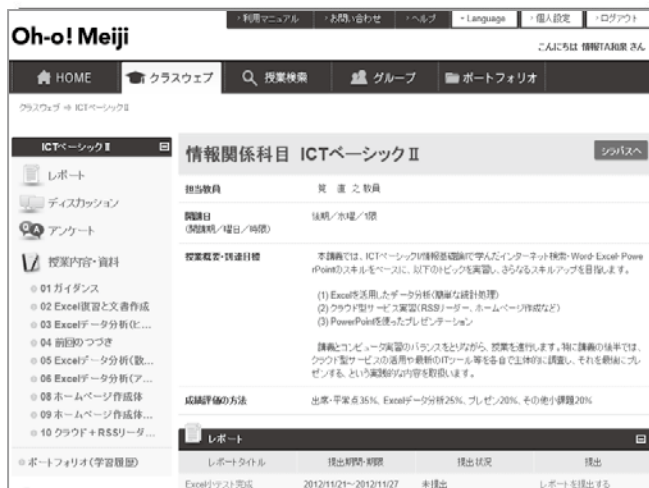 ・利用マニュアル ・お問い合わせ ・ヘルプ ・Language ・個人設定 ・ログアウト
Oh-o! Meiji
こんにちは 情報TA和泉 さん
HOME クラスウェブ 授業検索 グループ ポートフォリオ
クラスウェブ ⇒ ICTベーシックⅡ
ICTベーシックⅡ
レポート
ディスカッション
アンケート
授業内容・資料
01 ガイダンス
02 Excel復習と文書作成
03 Excelデータ分析(ヒ...
04 前回のつづき
05 Excelデータ分析(散...
06 Excelデータ分析(ア...
08 ホームページ作成体
09 ホームページ作成体...
10 クラウド+RSSリーダ...
ポートフォリオ(学習履歴)
情報関係科目 ICTベーシックⅡ
シラバスへ
担当教員 直 之 教員
開講日 後期/水曜/1限
(開講期/曜日/時限)
授業概要・到達目標 本講義では、ICTベーシックI/情報基礎論で学んだインターネット検索・Word・Excel・Powe
rPointのスキルをベースに、以下のトピックを実習し、さらなるスキルアップを目指します。
(1) Excelを活用したデータ分析(簡単な統計処理)
(2) クラウド型サービス実習(RSSリーダー、ホームページ作成など)
(3) PowerPointを使ったプレゼンテーション
講義とコンピュータ実習のバランスをとりながら、授業を進行します。特に講義の後半では、
クラウド型サービスの活用や最新のITツール等を各自で主体的に調査し、それを最後にプレ
ゼンする、という実践的な内容を取扱います。
成績評価の方法 出席・平常点35%、Excelデータ分析25%、プレゼン20%、その他小課題20%
レポート
レポートタイトル 提出期間・期限 提出状況 提出
Excel小テスト完成 2012/11/21～2012/11/27 未提出 レポートを提出する